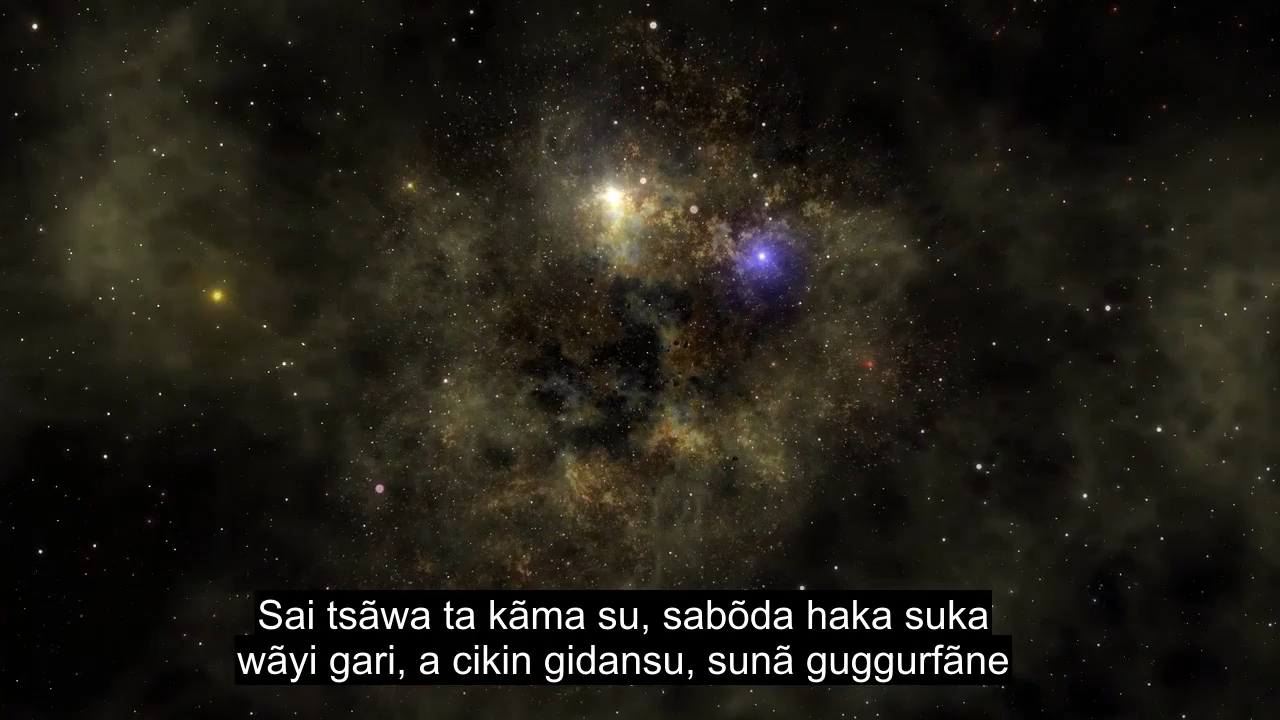 Sai tsãwa ta kãma su, sabõda haka suka
wãyi gari, a cikin gidansu, sunã guggurfãne